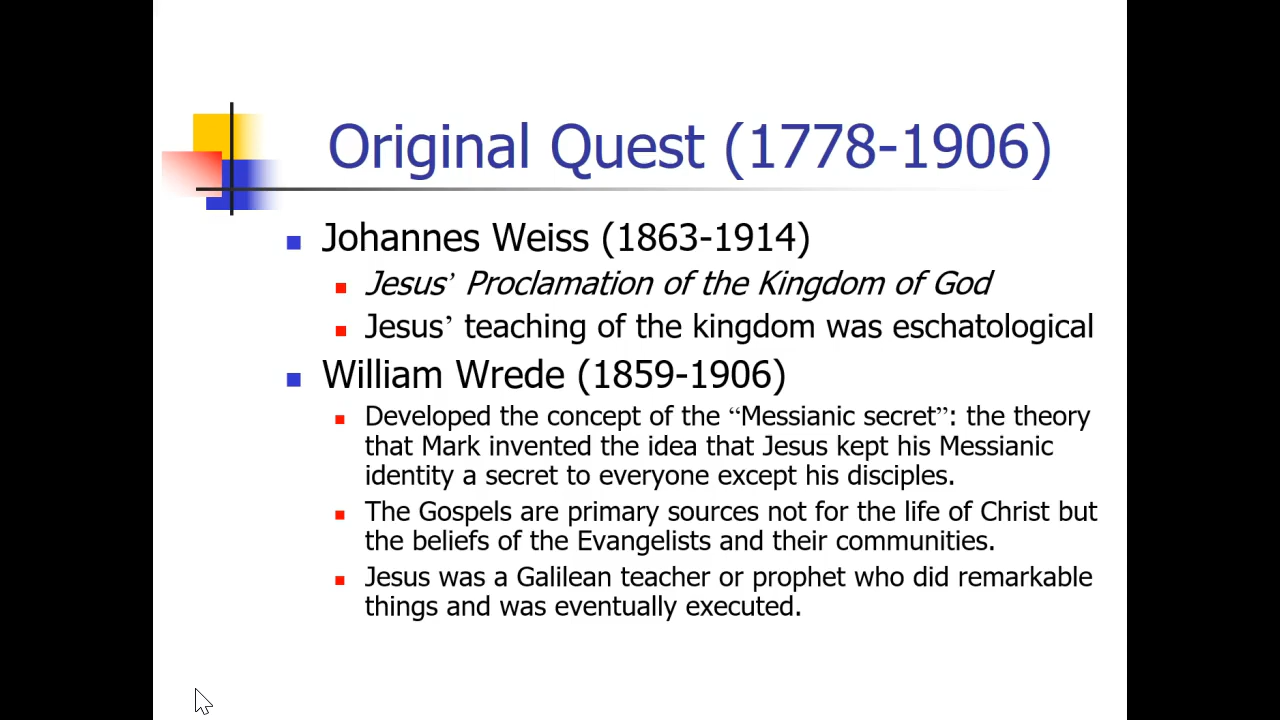 Original Quest (1778-1906)
Johannes Weiss (1863-1914)
Jesus’ Proclamation of the Kingdom of God
Jesus’ teaching of the kingdom was eschatological
William Wrede (1859-1906)
Developed the concept of the “Messianic secret”: the theory
that Mark invented the idea that Jesus kept his Messianic
identity a secret to everyone except his disciples.
The Gospels are primary sources not for the life of Christ but
the beliefs of the Evangelists and their communities.
Jesus was a Galilean teacher or prophet who did remarkable
things and was eventually executed.